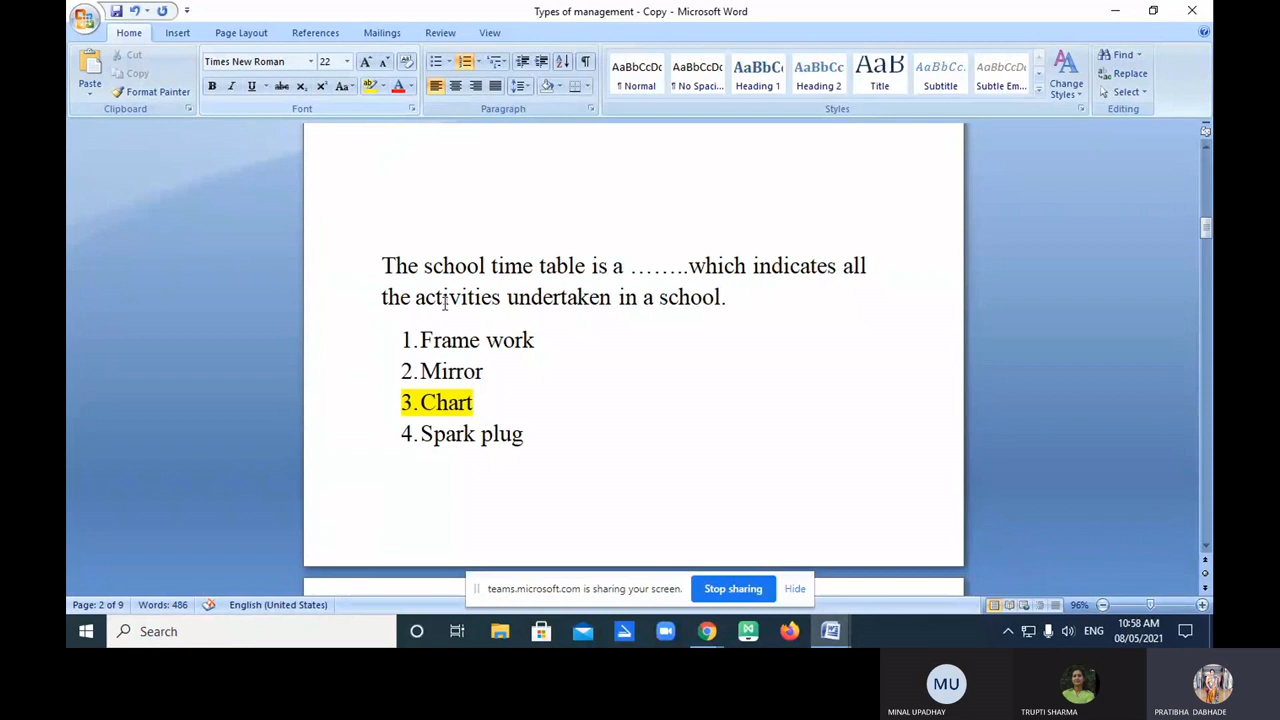 Types of management - Copy - Microsoft Word
Home Insert Page Layout References Mailings Review View
Paste
Cut
Copy
Format Painter
Clipboard
Times New Roman 22
Font
Paragraph
AaBbCcDc AaBbCcDc AaBbCc AaBbCc AaB AaBbCc. AaBbCcDc
¶ Normal ¶ No Spaci... Heading 1 Heading 2 Title Subtitle Subtle Em...
Change
Styles
Styles
Find
Replace
Select
Editing
The school time table is a ……..which indicates all
the activities undertaken in a school.
1. Frame work
2. Mirror
3. Chart
4. Spark plug
teams.microsoft.com is sharing your screen. Stop sharing Hide
Page: 2 of 9 Words: 486 English (United States) 96%
Search
ENG
10:58 AM
08/05/2021
MU
MINAL UPADHAY TRUPTI SHARMA PRATIBHA DABHADE